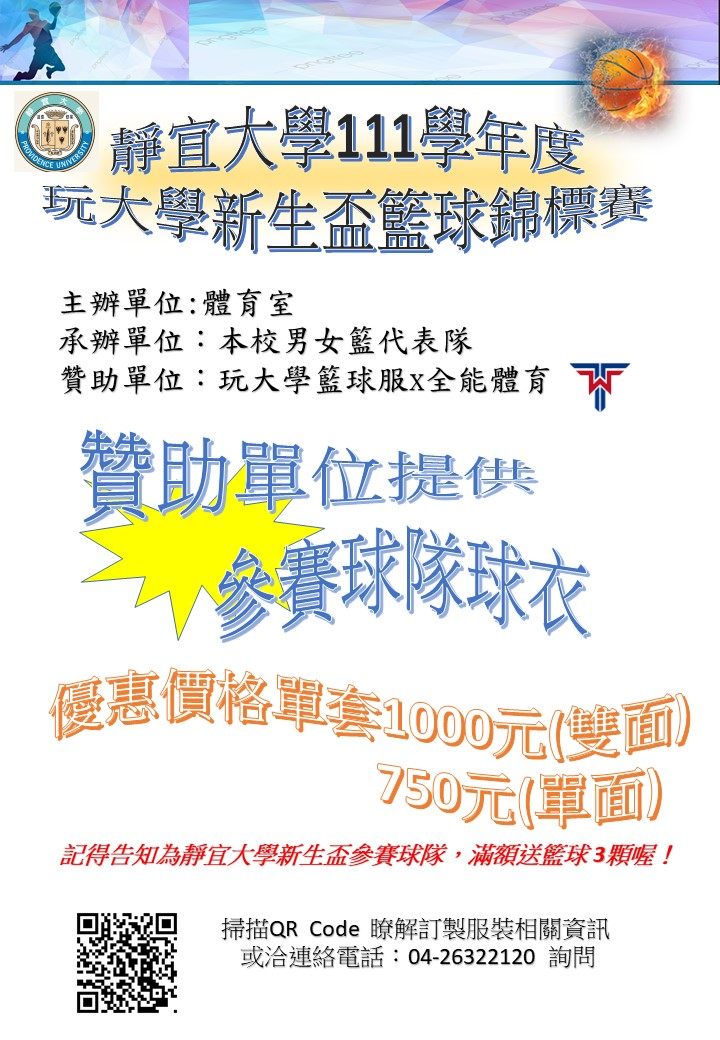 靜宜大學
PROVIDENCE UNIVERSITY
靜宜大學111學年度
玩大學新生盃籃球錦標賽
主辦單位:體育室
承辦單位：本校男女籃代表隊
贊助單位：玩大學籃球服x全能體育
贊助單位提供
參賽球隊球衣
優惠價格單套1000元(雙面)
750元(單面)
記得告知為靜宜大學新生盃參賽球隊，滿額送籃球 3顆喔！
掃描QR Code 瞭解訂製服裝相關資訊
或洽連絡電話：04-26322120 詢問